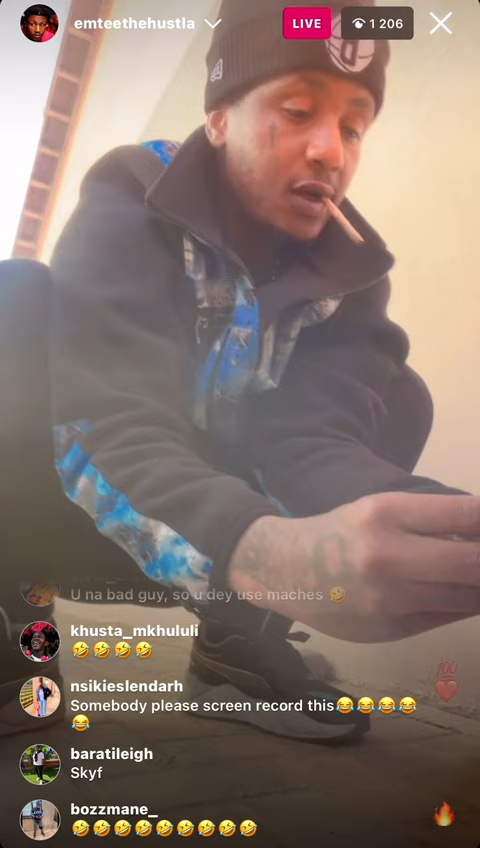 emteethehustla
LIVE
1 206
B
U na bad guy, so u dey use maches 🤣
khusta_mkhululi
🤣🤣🤣🤣
nsikieslendarh
Somebody please screen record this😂😂😂😂
😂
baratileigh
Skyf
bozzmane_
🤣🤣🤣🤣🤣🤣🤣🤣🤣
💯